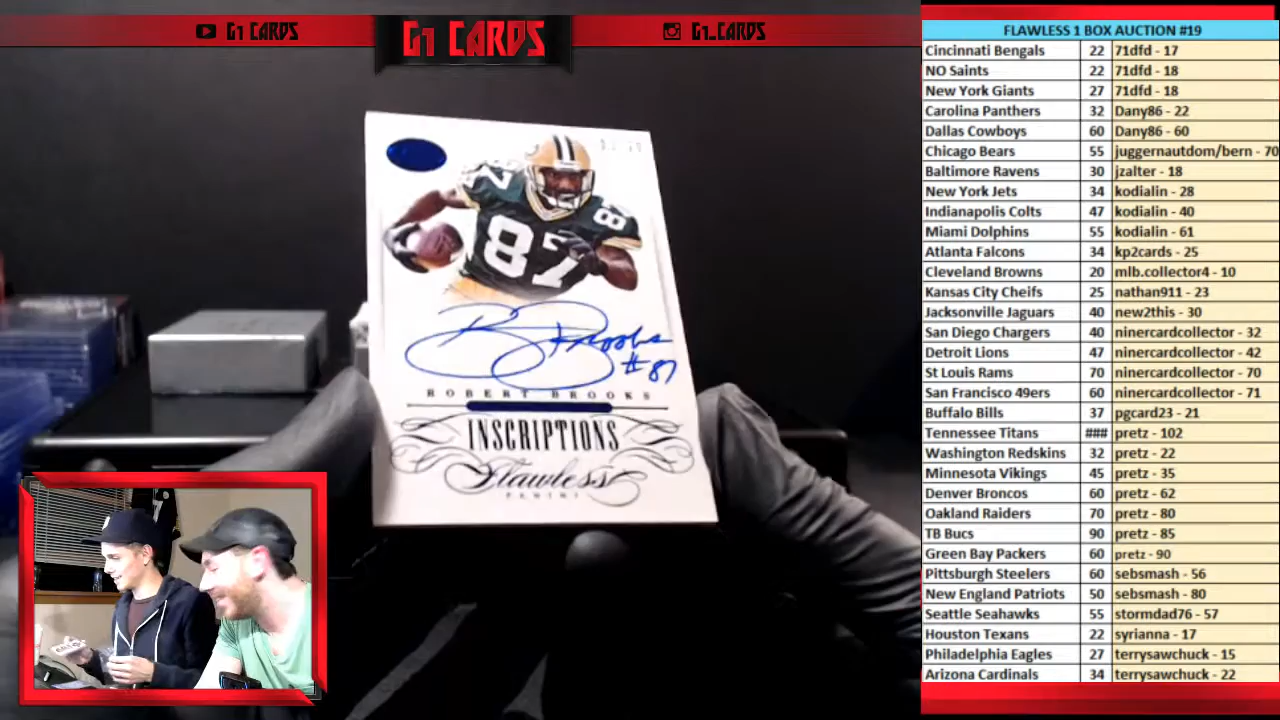 G1 CARDS
G1 CARDS
G1_CARDS
87
87
87
B Brooks
#87
ROBERT BROOKS
INSCRIPTIONS
Flawless
PANINI
FLAWLESS 1 BOX AUCTION #19
Cincinnati Bengals 22 71dfd - 17
NO Saints 22 71dfd - 18
New York Giants 27 71dfd - 18
Carolina Panthers 32 Dany86 - 22
Dallas Cowboys 60 Dany86 - 60
Chicago Bears 55 juggernautdom/bern - 70
Baltimore Ravens 30 jzalter - 18
New York Jets 34 kodialin - 28
Indianapolis Colts 47 kodialin - 40
Miami Dolphins 55 kodialin - 61
Atlanta Falcons 34 kp2cards - 25
Cleveland Browns 20 mlb.collector4 - 10
Kansas City Cheifs 25 nathan911 - 23
Jacksonville Jaguars 40 new2this - 30
San Diego Chargers 40 ninercardcollector - 32
Detroit Lions 47 ninercardcollector - 42
St Louis Rams 70 ninercardcollector - 70
San Francisco 49ers 60 ninercardcollector - 71
Buffalo Bills 37 pgcard23 - 21
Tennessee Titans ### pretz - 102
Washington Redskins 32 pretz - 22
Minnesota Vikings 45 pretz - 35
Denver Broncos 60 pretz - 62
Oakland Raiders 70 pretz - 80
TB Bucs 90 pretz - 85
Green Bay Packers 60 pretz - 90
Pittsburgh Steelers 60 sebsmash - 56
New England Patriots 50 sebsmash - 80
Seattle Seahawks 55 stormdad76 - 57
Houston Texans 22 syrianna - 17
Philadelphia Eagles 27 terrysawchuck - 15
Arizona Cardinals 34 terrysawchuck - 22